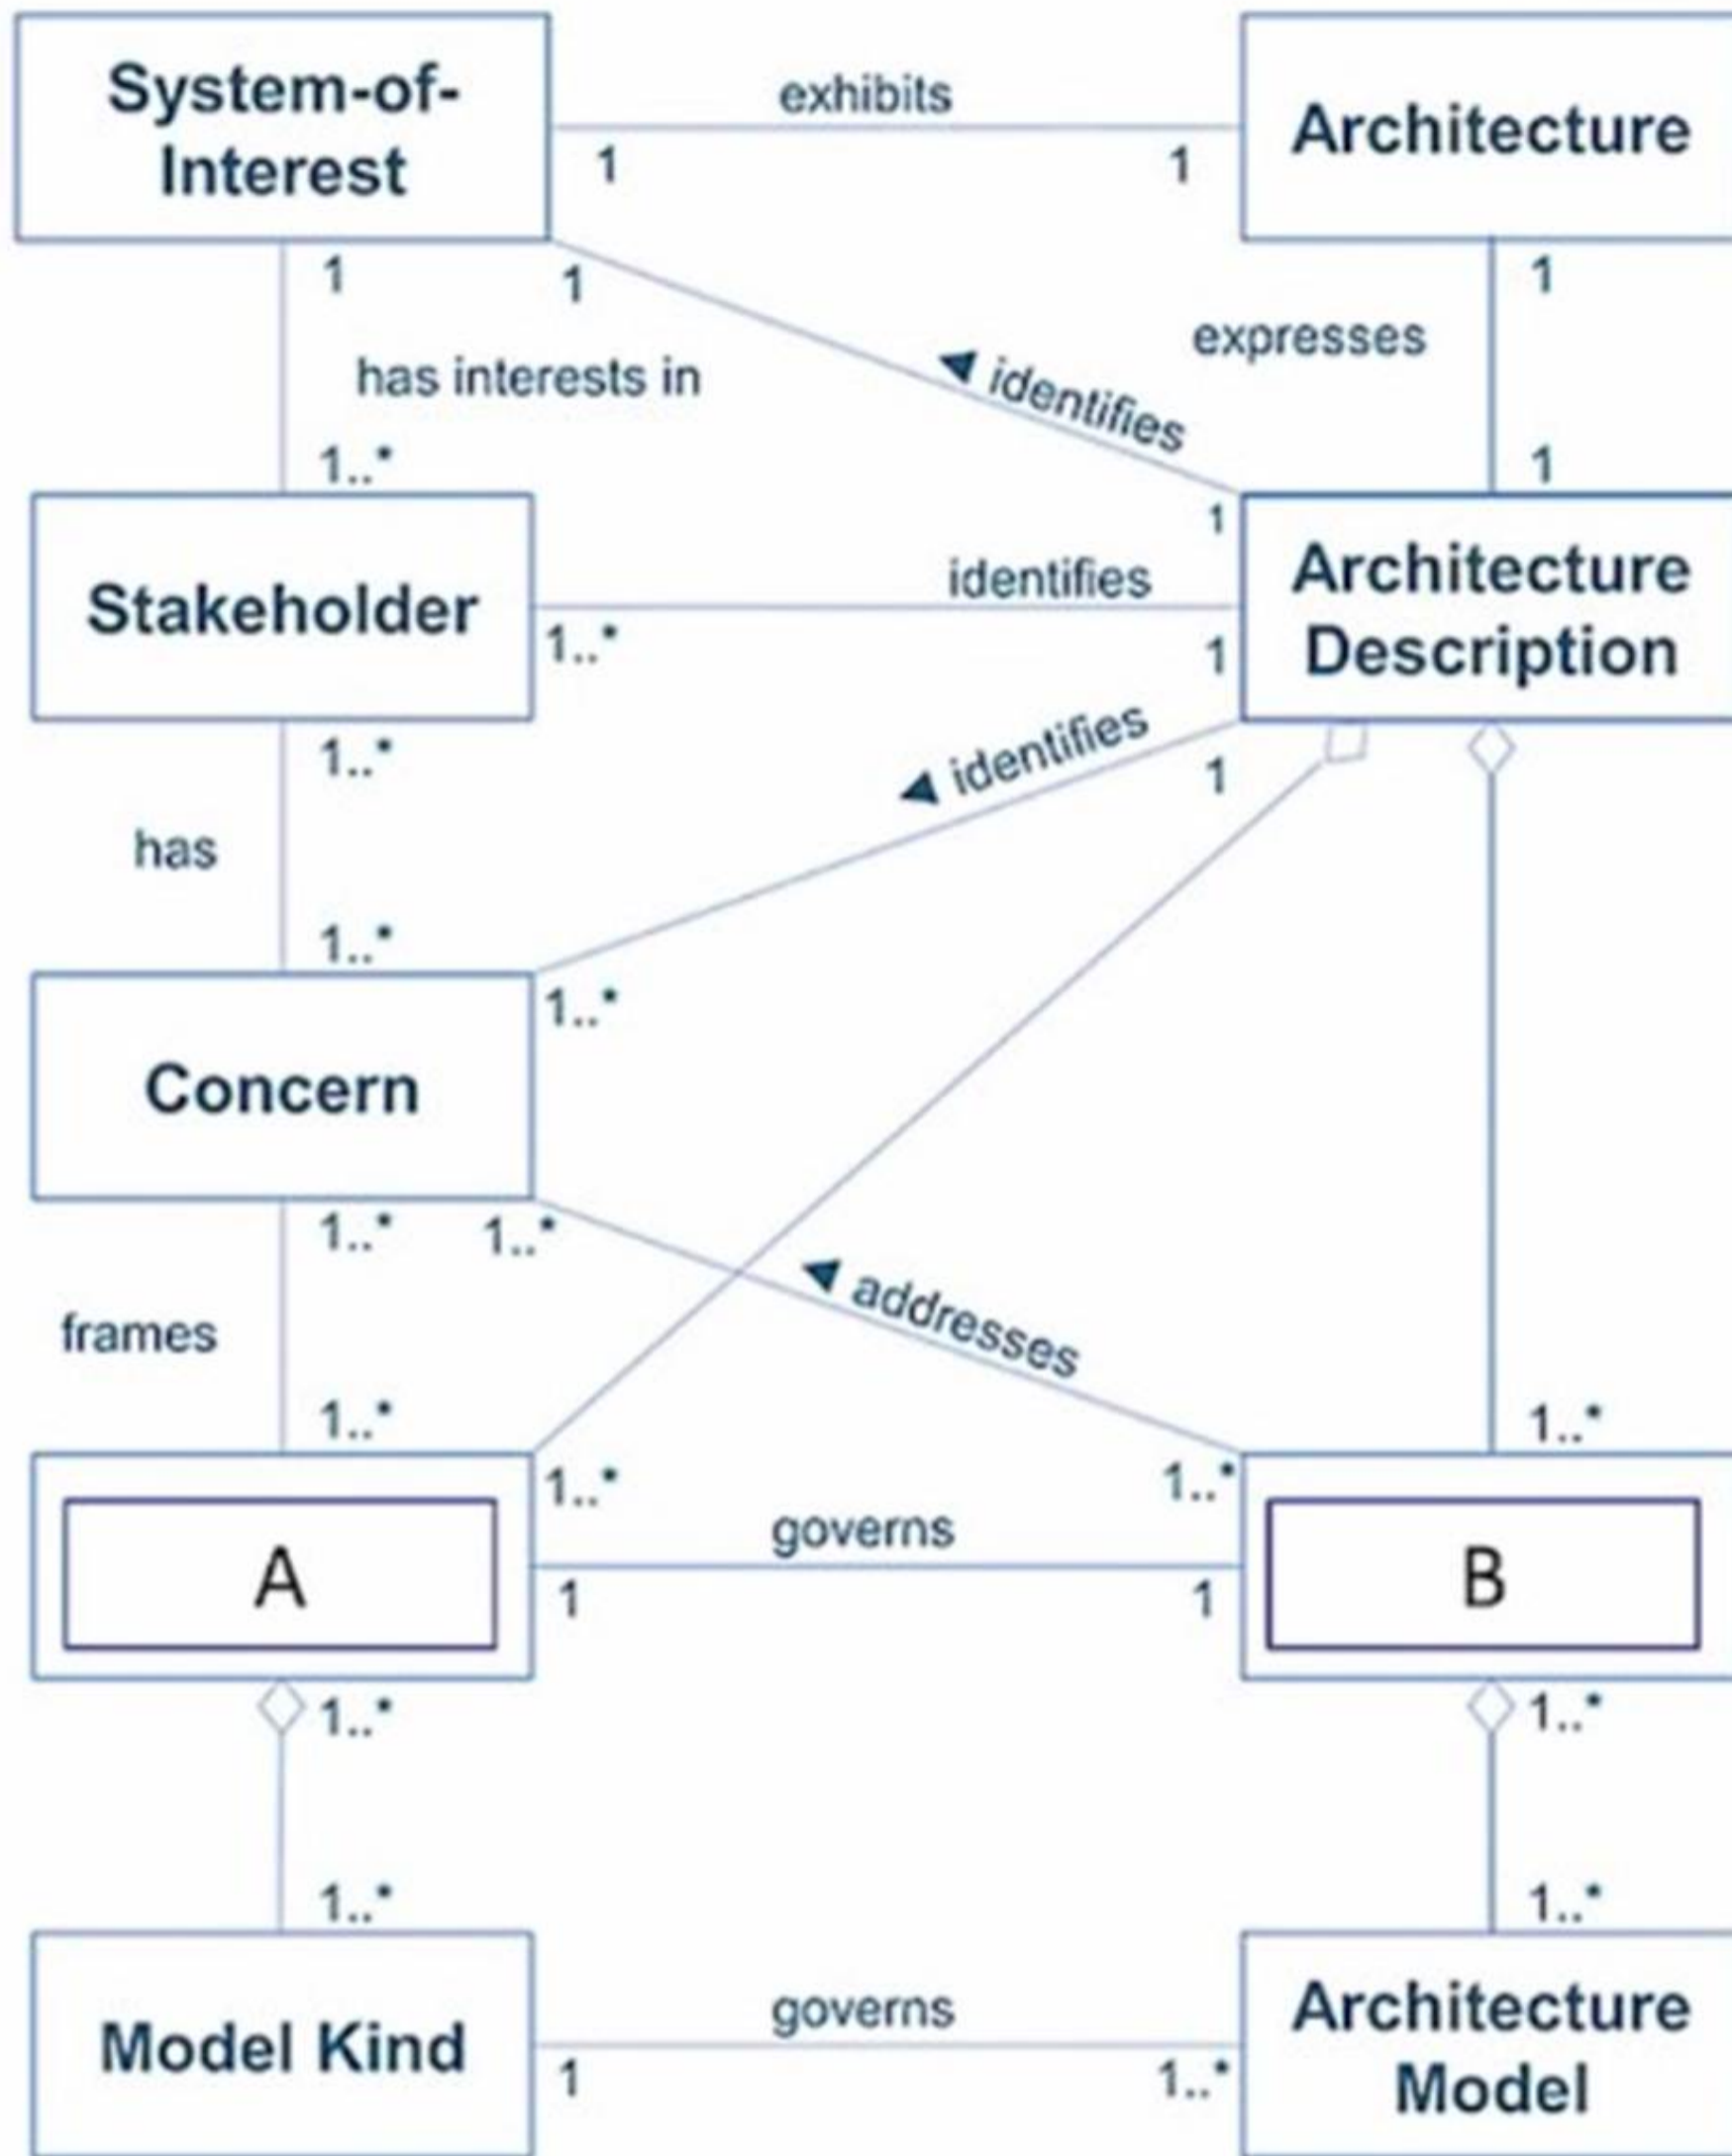 System-of-
Interest
exhibits
1
1
Architecture
1
1
1
has interests in
expresses
identifies
1..*
1
1
Stakeholder
identifies
1..*
1
Architecture
Description
1..*
identifies
1
has
1..*
1..*
Concern
1..*
1..*
addresses
frames
1..*
1..*
1..*
1..*
A
governs
1
1
B
1..*
1..*
1..*
1..*
Model Kind
governs
1
1..*
Architecture
Model